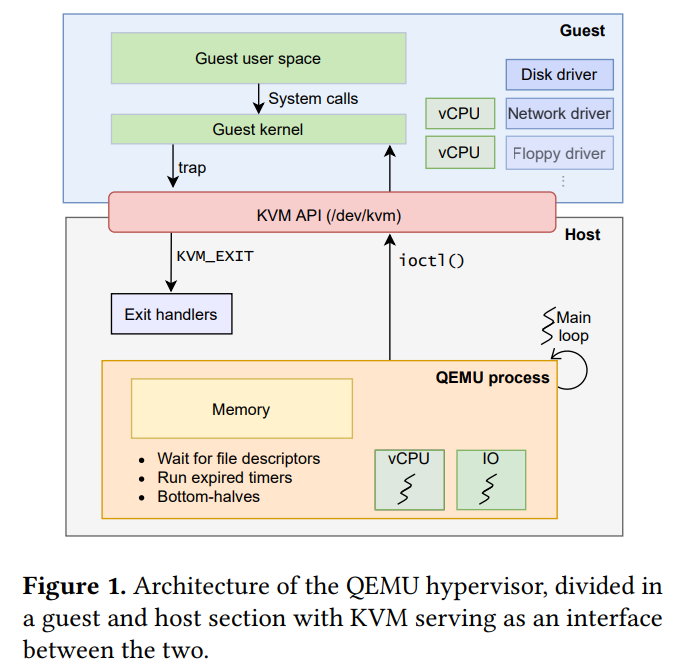 Guest
Guest user space
Disk driver
System calls
vCPU
Network driver
Guest kernel
vCPU
Floppy driver
⋮
trap
KVM API (/dev/kvm)
Host
KVM_EXIT
ioctl()
Exit handlers
Main
loop
QEMU process
Memory
• Wait for file descriptors
• Run expired timers
• Bottom-halves
vCPU
IO
Figure 1. Architecture of the QEMU hypervisor, divided in
a guest and host section with KVM serving as an interface
between the two.